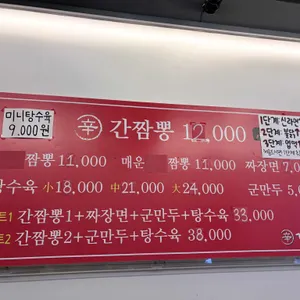 미니탕수육
9,000원
辛 간짬뽕 12,000
1단계: 신라면
2단계: 불닭
3단계:
짬뽕 11,000 매운 짬뽕 11,000 짜장면 7,0
탕수육 小18,000 中21,000 大24,000 군만두 5,0
트1 간짬뽕1+짜장면+군만두+탕수육 33,000
트2 간짬뽕2+군만두+탕수육 38,000